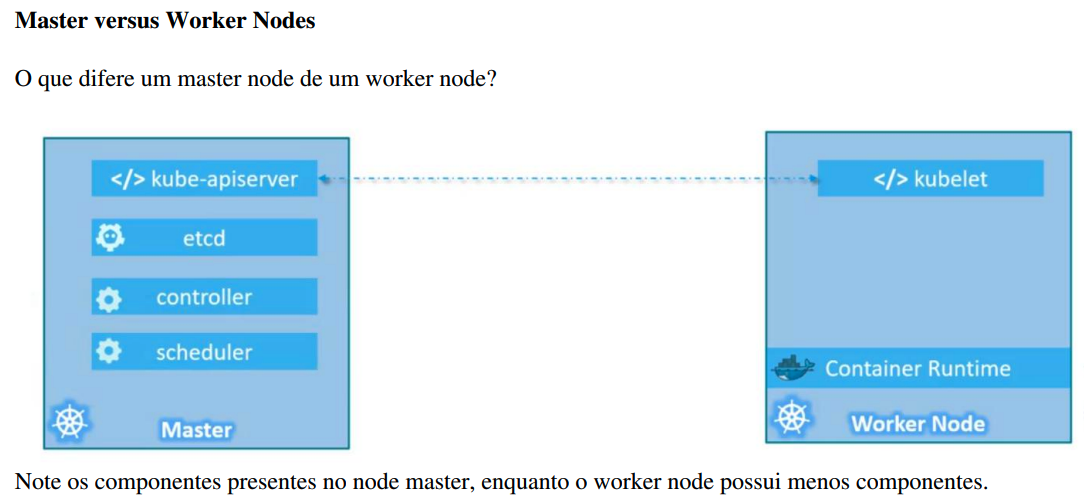 Master versus Worker Nodes
O que difere um master node de um worker node?
</> kube-apiserver
etcd
controller
scheduler
Master
</> kubelet
Container Runtime
Worker Node
Note os componentes presentes no node master, enquanto o worker node possui menos componentes.